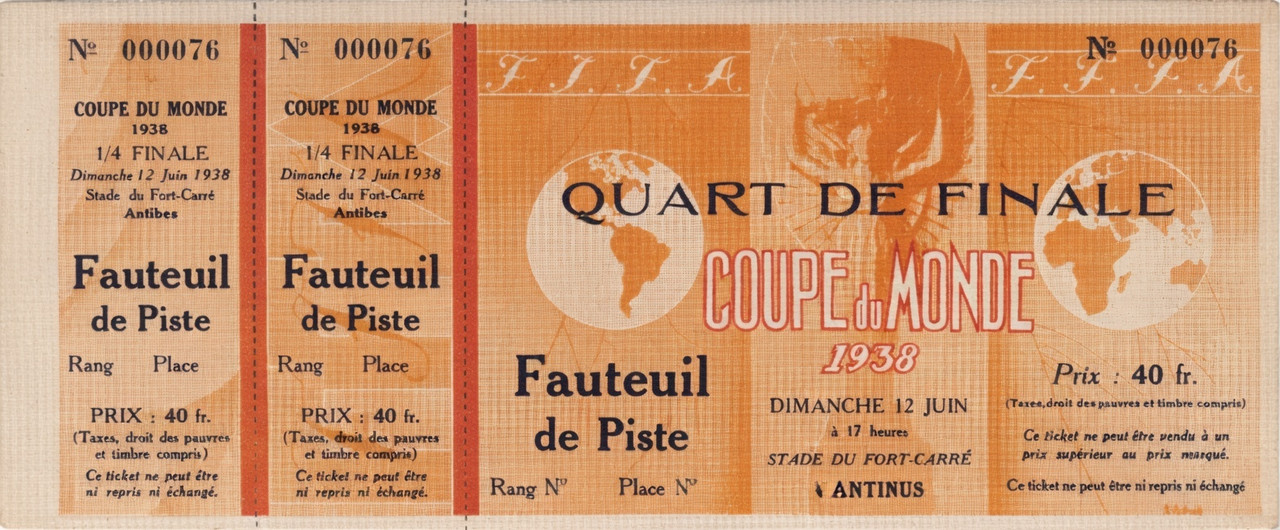 Nº 000076
COUPE DU MONDE
1938
1/4 FINALE
Dimanche 12 Juin 1938
Stade du Fort-Carré
Antibes
Fauteuil
de Piste
Rang Place
PRIX : 40 fr.
(Taxes, droit des pauvres
et timbre compris)
Ce ticket ne peut être
ni repris ni échangé.
Nº 000076
COUPE DU MONDE
1938
1/4 FINALE
Dimanche 12 Juin 1938
Stade du Fort-Carré
Antibes
Fauteuil
de Piste
Rang Place
PRIX : 40 fr.
(Taxes, droit des pauvres
et timbre compris)
Ce ticket ne peut être
ni repris ni échangé.
F. I. F. A
QUART DE FINALE
COUPE du MONDE
1938
Fauteuil
de Piste
Rang Nº Place Nº
DIMANCHE 12 JUIN
à 17 heures
STADE DU FORT-CARRÉ
ANTINUS
Nº 000076
F. F. F. A
Prix : 40 fr.
(Taxes, droit des pauvres et timbre compris)
Ce ticket ne peut être vendu à un
prix supérieur au prix marqué.
Ce ticket ne peut être ni repris ni échangé